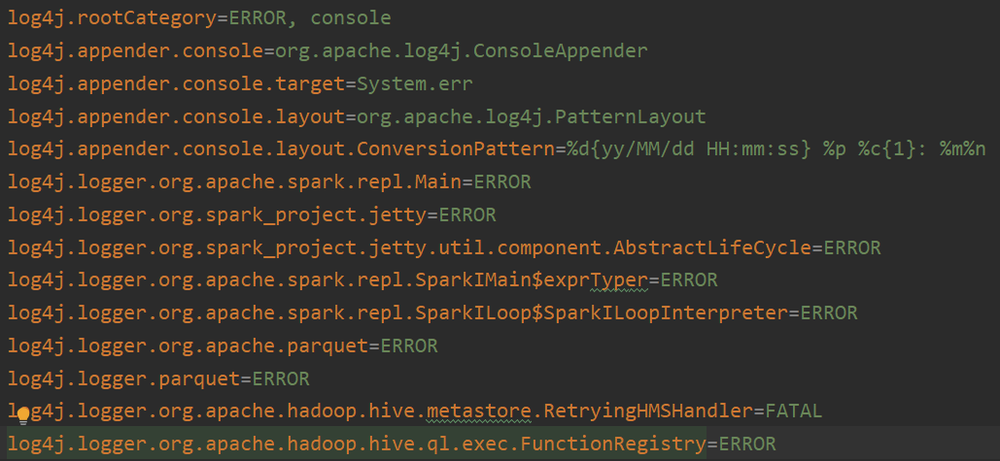 log4j.rootCategory=ERROR, console
log4j.appender.console=org.apache.log4j.ConsoleAppender
log4j.appender.console.target=System.err
log4j.appender.console.layout=org.apache.log4j.PatternLayout
log4j.appender.console.layout.ConversionPattern=%d{yy/MM/dd HH:mm:ss} %p %c{1}: %m%n
log4j.logger.org.apache.spark.repl.Main=ERROR
log4j.logger.org.spark_project.jetty=ERROR
log4j.logger.org.spark_project.jetty.util.component.AbstractLifeCycle=ERROR
log4j.logger.org.apache.spark.repl.SparkIMain$exprTyper=ERROR
log4j.logger.org.apache.spark.repl.SparkILoop$SparkILoopInterpreter=ERROR
log4j.logger.org.apache.parquet=ERROR
log4j.logger.parquet=ERROR
log4j.logger.org.apache.hadoop.hive.metastore.RetryingHMSHandler=FATAL
log4j.logger.org.apache.hadoop.hive.ql.exec.FunctionRegistry=ERROR